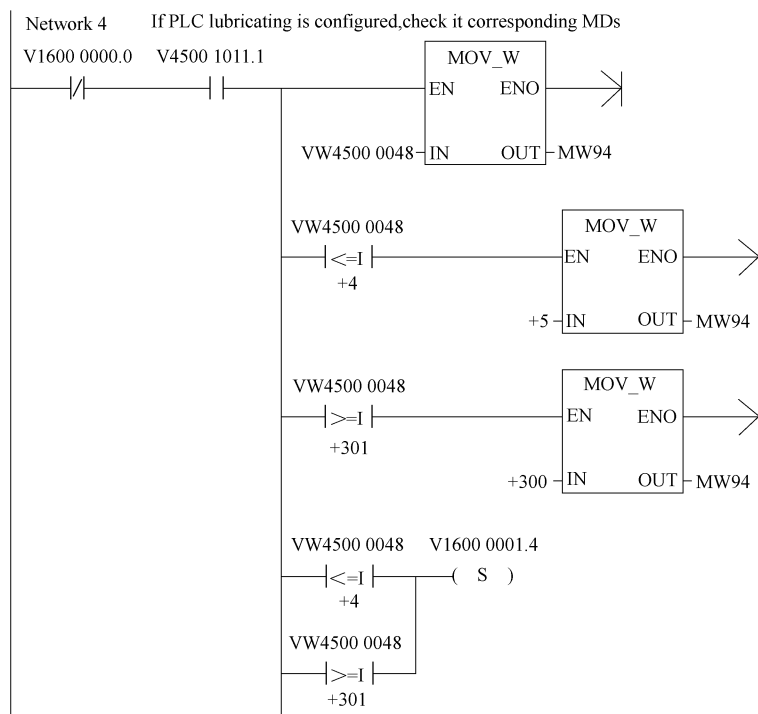 Network 4 If PLC lubricating is configured,check it corresponding MDs
V1600 0000.0 V4500 1011.1
MOV_W
EN ENO
VW4500 0048 IN OUT MW94
VW4500 0048
<=I
+4
MOV_W
EN ENO
+5 IN OUT MW94
VW4500 0048
>=I
+301
MOV_W
EN ENO
+300 IN OUT MW94
VW4500 0048 V1600 0001.4
<=I ( S )
+4
VW4500 0048
>=I
+301